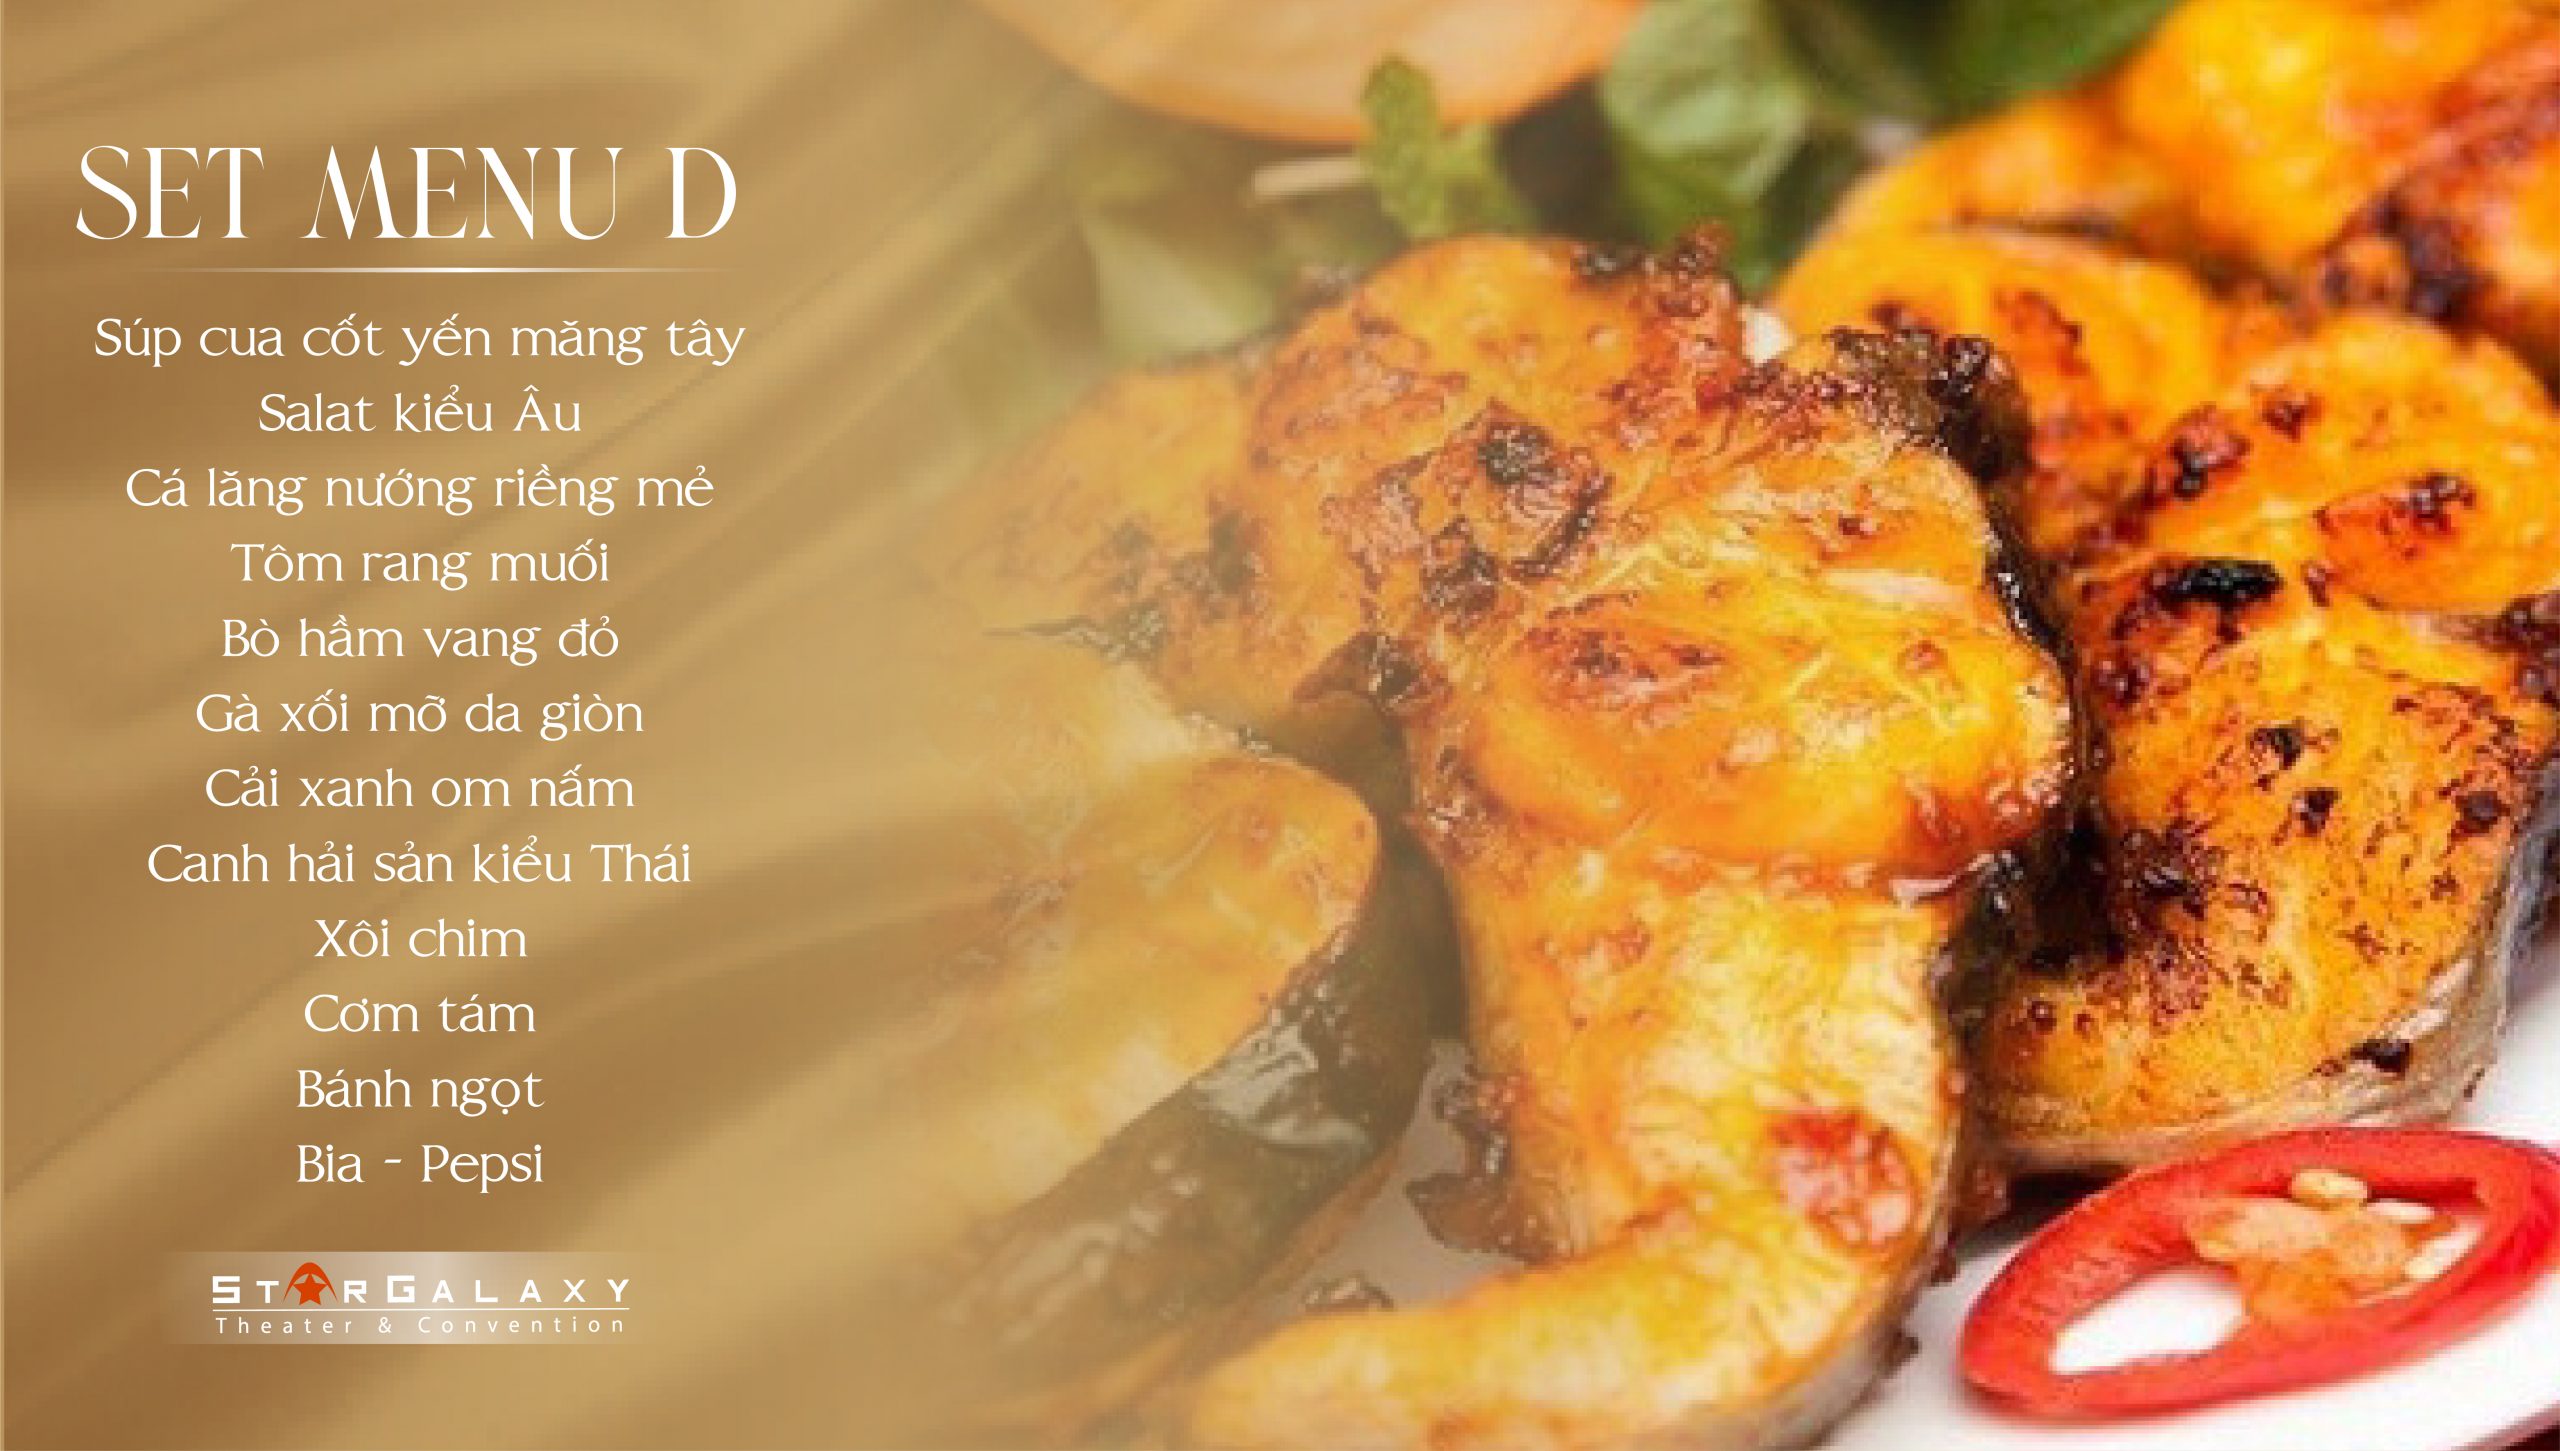 SET MENU D
Súp cua cốt yến măng tây
Salat kiểu Âu
Cá lăng nướng riềng mẻ
Tôm rang muối
Bò hầm vang đỏ
Gà xối mỡ da giòn
Cải xanh om nấm
Canh hải sản kiểu Thái
Xôi chim
Cơm tám
Bánh ngọt
Bia - Pepsi
STARGALAXY
Theater & Convention